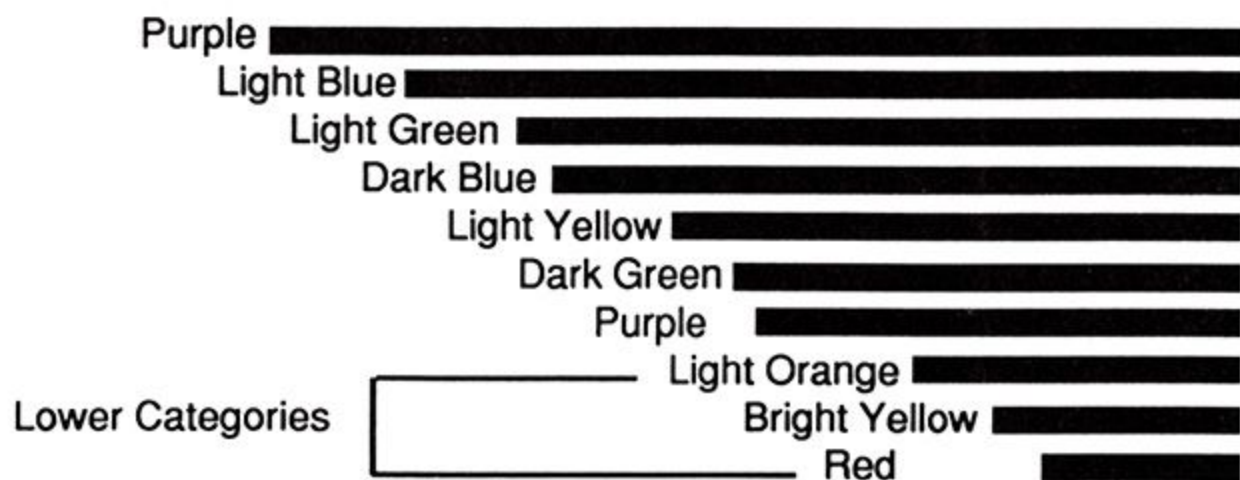 Purple
Light Blue
Light Green
Dark Blue
Light Yellow
Dark Green
Purple
Light Orange
Lower Categories
Bright Yellow
Red